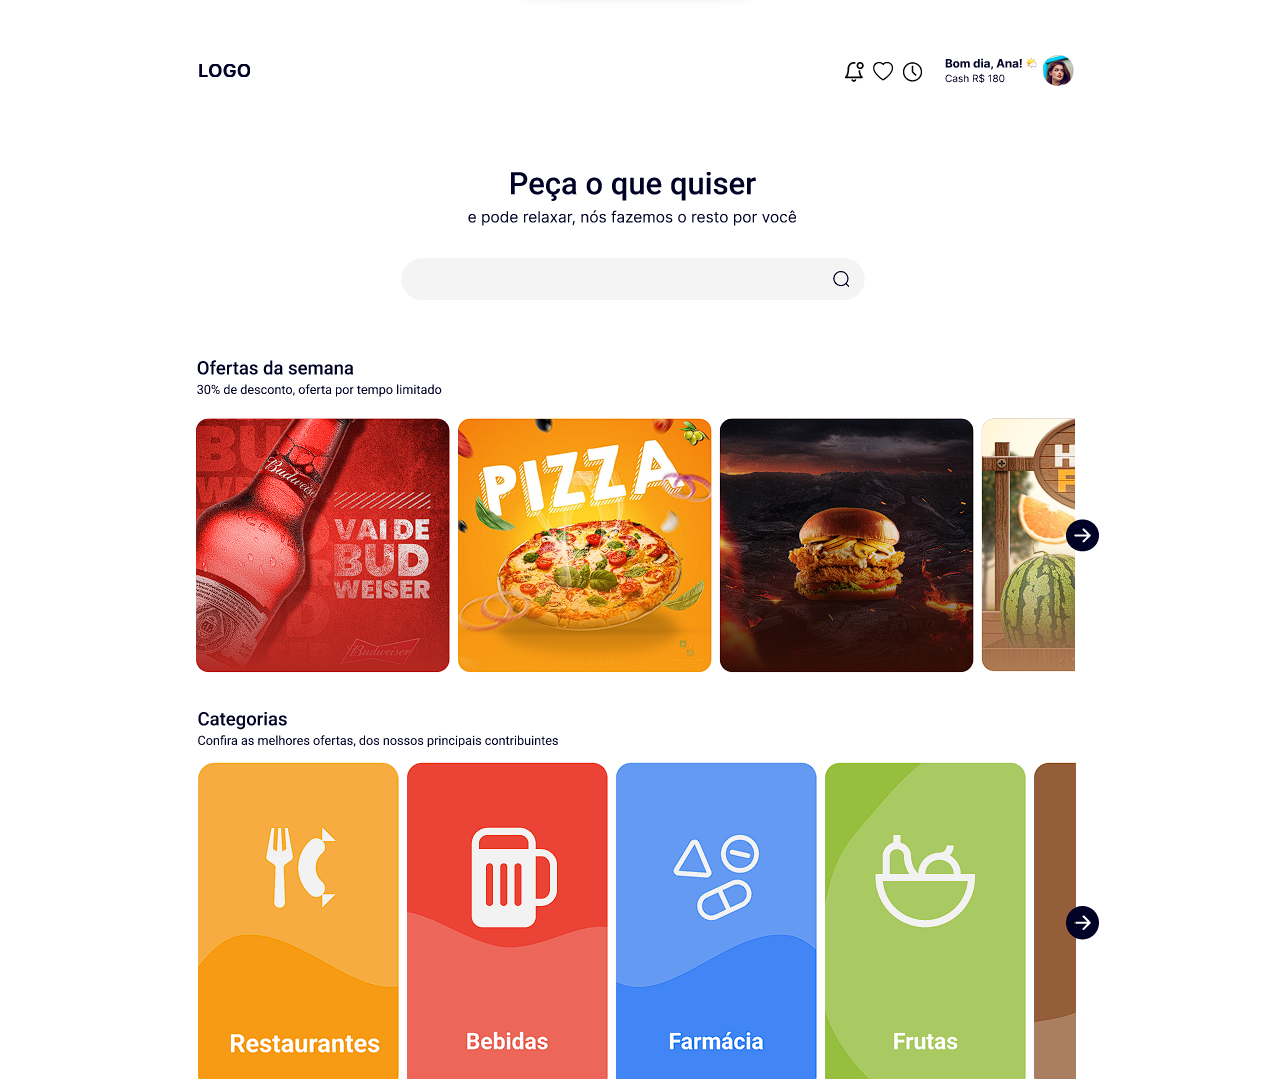 LOGO
Bom dia, Ana!
Cash R$ 180
Peça o que quiser
e pode relaxar, nós fazemos o resto por você
Ofertas da semana
30% de desconto, oferta por tempo limitado
BUD
Budweiser
VAI DE
BUD
WEISER
Budweiser
PIZZA
Categorias
Confira as melhores ofertas, dos nossos principais contribuintes
Restaurantes
Bebidas
Farmácia
Frutas